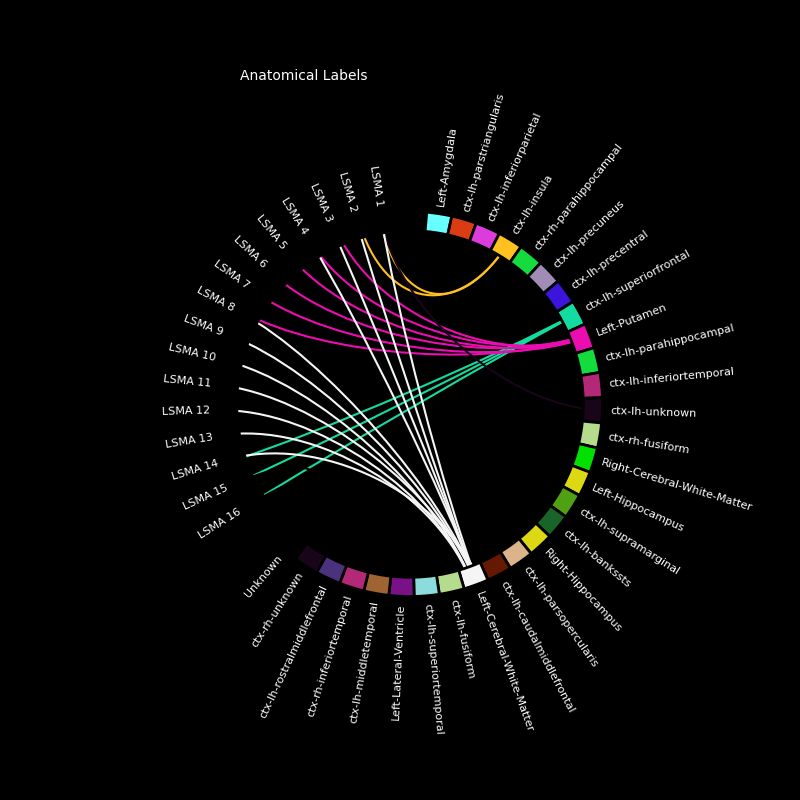 Anatomical Labels
LSMA 1
LSMA 2
LSMA 3
LSMA 4
LSMA 5
LSMA 6
LSMA 7
LSMA 8
LSMA 9
LSMA 10
LSMA 11
LSMA 12
LSMA 13
LSMA 14
LSMA 15
LSMA 16
Left-Amygdala
ctx-lh-parstriangularis
ctx-lh-inferiorparietal
ctx-lh-insula
ctx-rh-parahippocampal
ctx-lh-precuneus
ctx-lh-precentral
ctx-lh-superiorfrontal
Left-Putamen
ctx-lh-parahippocampal
ctx-lh-inferiortemporal
ctx-lh-unknown
ctx-rh-fusiform
Right-Cerebral-White-Matter
Left-Hippocampus
ctx-lh-supramarginal
ctx-lh-bankssts
Right-Hippocampus
ctx-lh-parsopercularis
ctx-lh-caudalmiddlefrontal
Left-Cerebral-White-Matter
ctx-lh-fusiform
ctx-lh-superiortemporal
Left-Lateral-Ventricle
ctx-lh-middletemporal
ctx-rh-inferiortemporal
ctx-lh-rostralmiddlefrontal
ctx-rh-unknown
Unknown